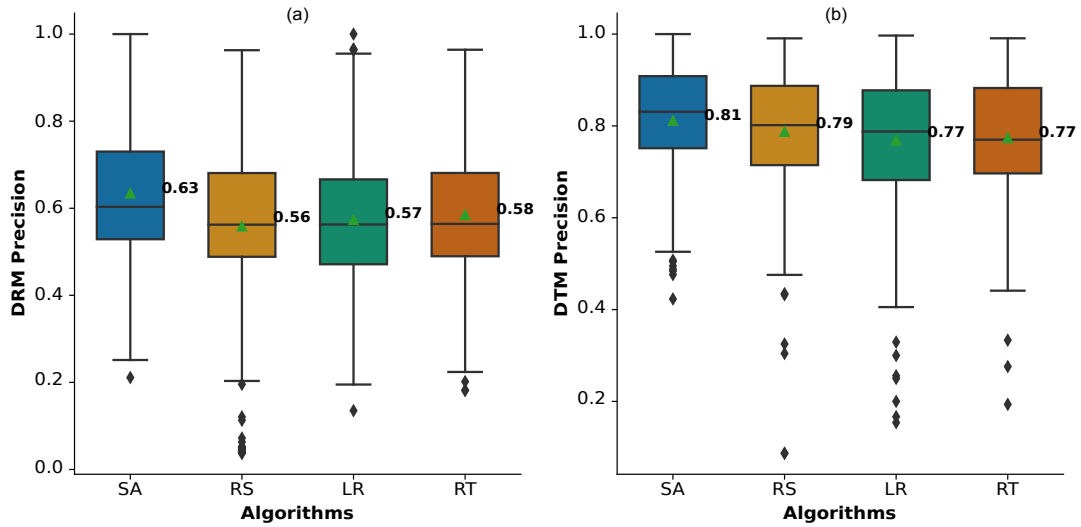 (a)
DRM Precision
1.0
0.8
0.6
0.4
0.2
0.0
0.63
0.56
0.57
0.58
SA RS LR RT
Algorithms
(b)
DTM Precision
1.0
0.8
0.6
0.4
0.2
0.81
0.79
0.77
0.77
SA RS LR RT
Algorithms